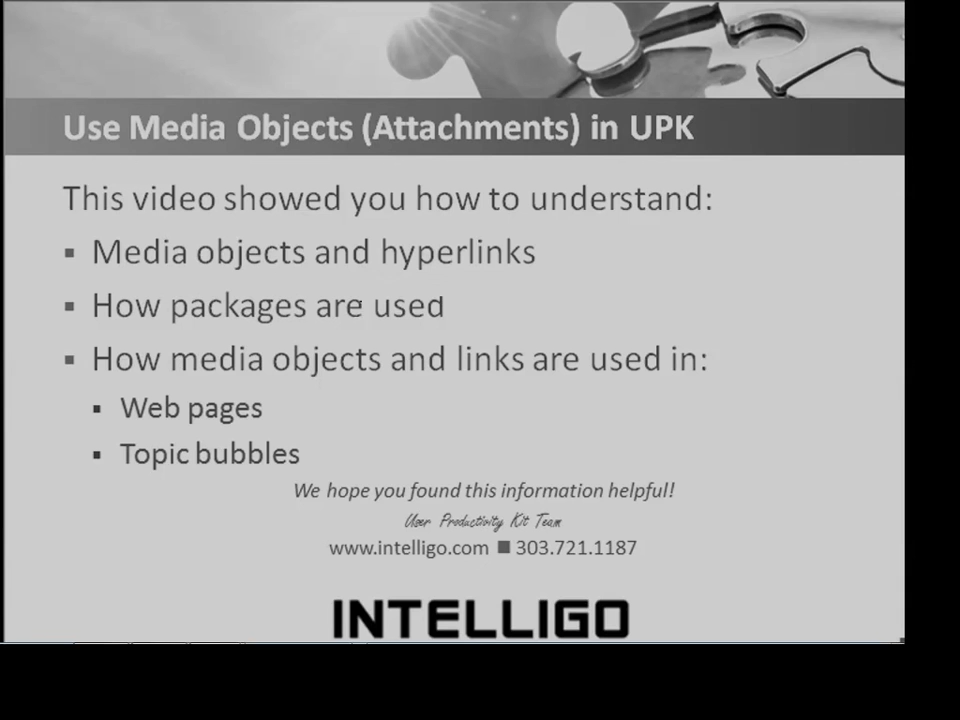 Use Media Objects (Attachments) in UPK
This video showed you how to understand:
▪ Media objects and hyperlinks
▪ How packages are used
▪ How media objects and links are used in:
▪ Web pages
▪ Topic bubbles
We hope you found this information helpful!
User Productivity Kit Team
www.intelligo.com ■ 303.721.1187
INTELLIGO